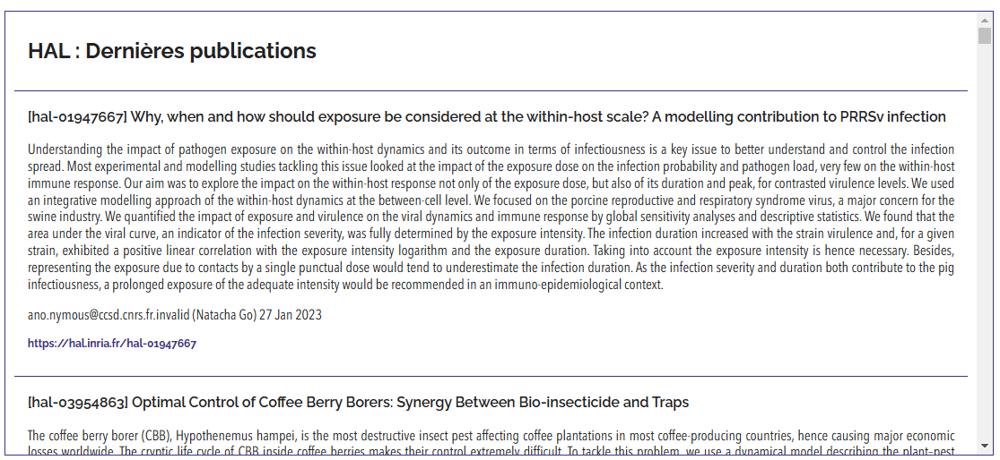 HAL : Dernières publications
[hal-01947667] Why, when and how should exposure be considered at the within-host scale? A modelling contribution to PRRSv infection
Understanding the impact of pathogen exposure on the within-host dynamics and its outcome in terms of infectiousness is a key issue to better understand and control the infection
spread. Most experimental and modelling studies tackling this issue looked at the impact of the exposure dose on the infection probability and pathogen load, very few on the within-host
immune response. Our aim was to explore the impact on the within-host response not only of the exposure dose, but also of its duration and peak, for contrasted virulence levels. We used
an integrative modelling approach of the within-host dynamics at the between-cell level. We focused on the porcine reproductive and respiratory syndrome virus, a major concern for the
swine industry. We quantified the impact of exposure and virulence on the viral dynamics and immune response by global sensitivity analyses and descriptive statistics. We found that the
area under the viral curve, an indicator of the infection severity, was fully determined by the exposure intensity. The infection duration increased with the strain virulence and, for a given
strain, exhibited a positive linear correlation with the exposure intensity logarithm and the exposure duration. Taking into account the exposure intensity is hence necessary. Besides,
representing the exposure due to contacts by a single punctual dose would tend to underestimate the infection duration. As the infection severity and duration both contribute to the pig
infectiousness, a prolonged exposure of the adequate intensity would be recommended in an immuno-epidemiological context.
ano.nymous@ccsd.cnrs.fr.invalid (Natacha Go) 27 Jan 2023
https://hal.inria.fr/hal-01947667
[hal-03954863] Optimal Control of Coffee Berry Borers: Synergy Between Bio-insecticide and Traps
The coffee berry borer (CBB), Hypothenemus hampei, is the most destructive insect pest affecting coffee plantations in most coffee-producing countries, hence causing major economic
losses worldwide. The cryptic life cycle of CBB inside coffee berries makes their control extremely difficult. To tackle this problem, we use a dynamical model describing the plant-pest